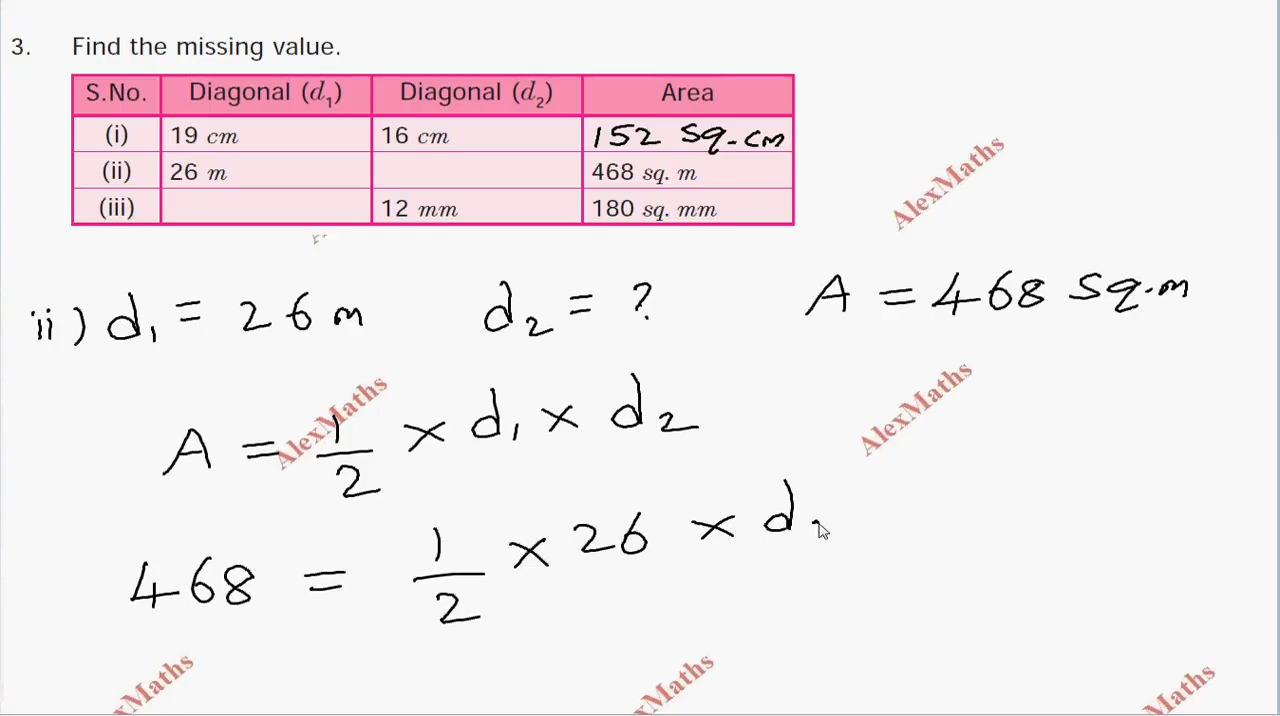 3. Find the missing value.
S.No. Diagonal (d₁) Diagonal (d₂) Area
(i) 19 cm 16 cm 152 Sq.cm
(ii) 26 m 468 sq. m
(iii) 12 mm 180 sq. mm
AlexMaths
ii) d₁ = 26 m d₂ = ? A = 468 Sq.m
AlexMaths
AlexMaths
A = 1/2 × d₁ × d₂
468 = 1/2 × 26 × d
AlexMaths
AlexMaths
AlexMaths